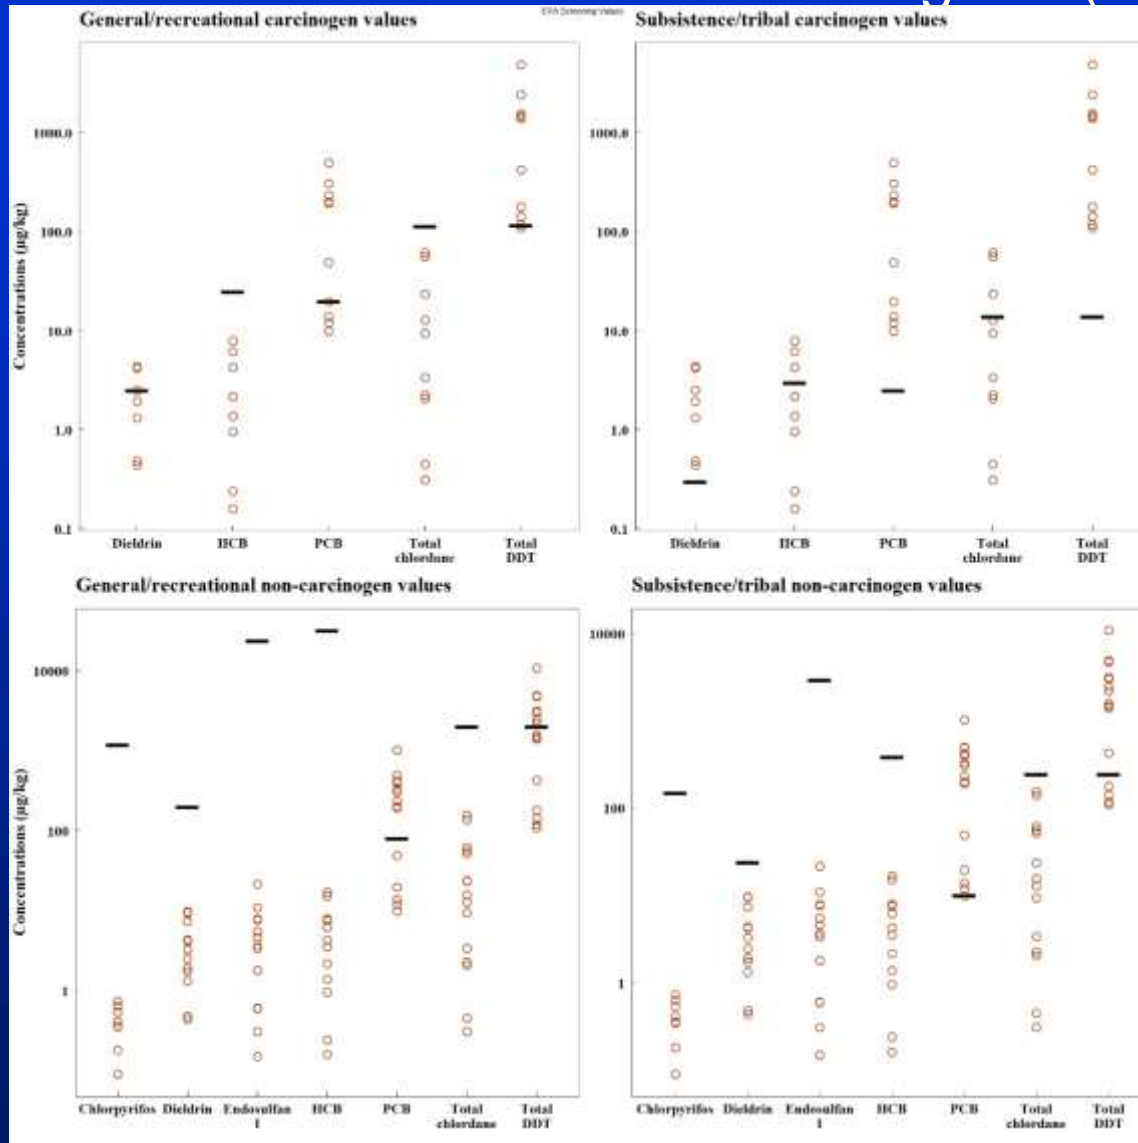 EPA Screening Values
General/recreational carcinogen values
Concentrations (µg/kg)
1000.0
100.0
10.0
1.0
0.1
Dieldrin HCB PCB Total chlordane Total DDT
Subsistence/tribal carcinogen values
1000.0
100.0
10.0
1.0
0.1
Dieldrin HCB PCB Total chlordane Total DDT
General/recreational non-carcinogen values
Concentrations (µg/kg)
10000
100
1
Chlorpyrifos Dieldrin Endosulfan I HCB PCB Total chlordane Total DDT
Subsistence/tribal non-carcinogen values
10000
100
1
Chlorpyrifos Dieldrin Endosulfan I HCB PCB Total chlordane Total DDT